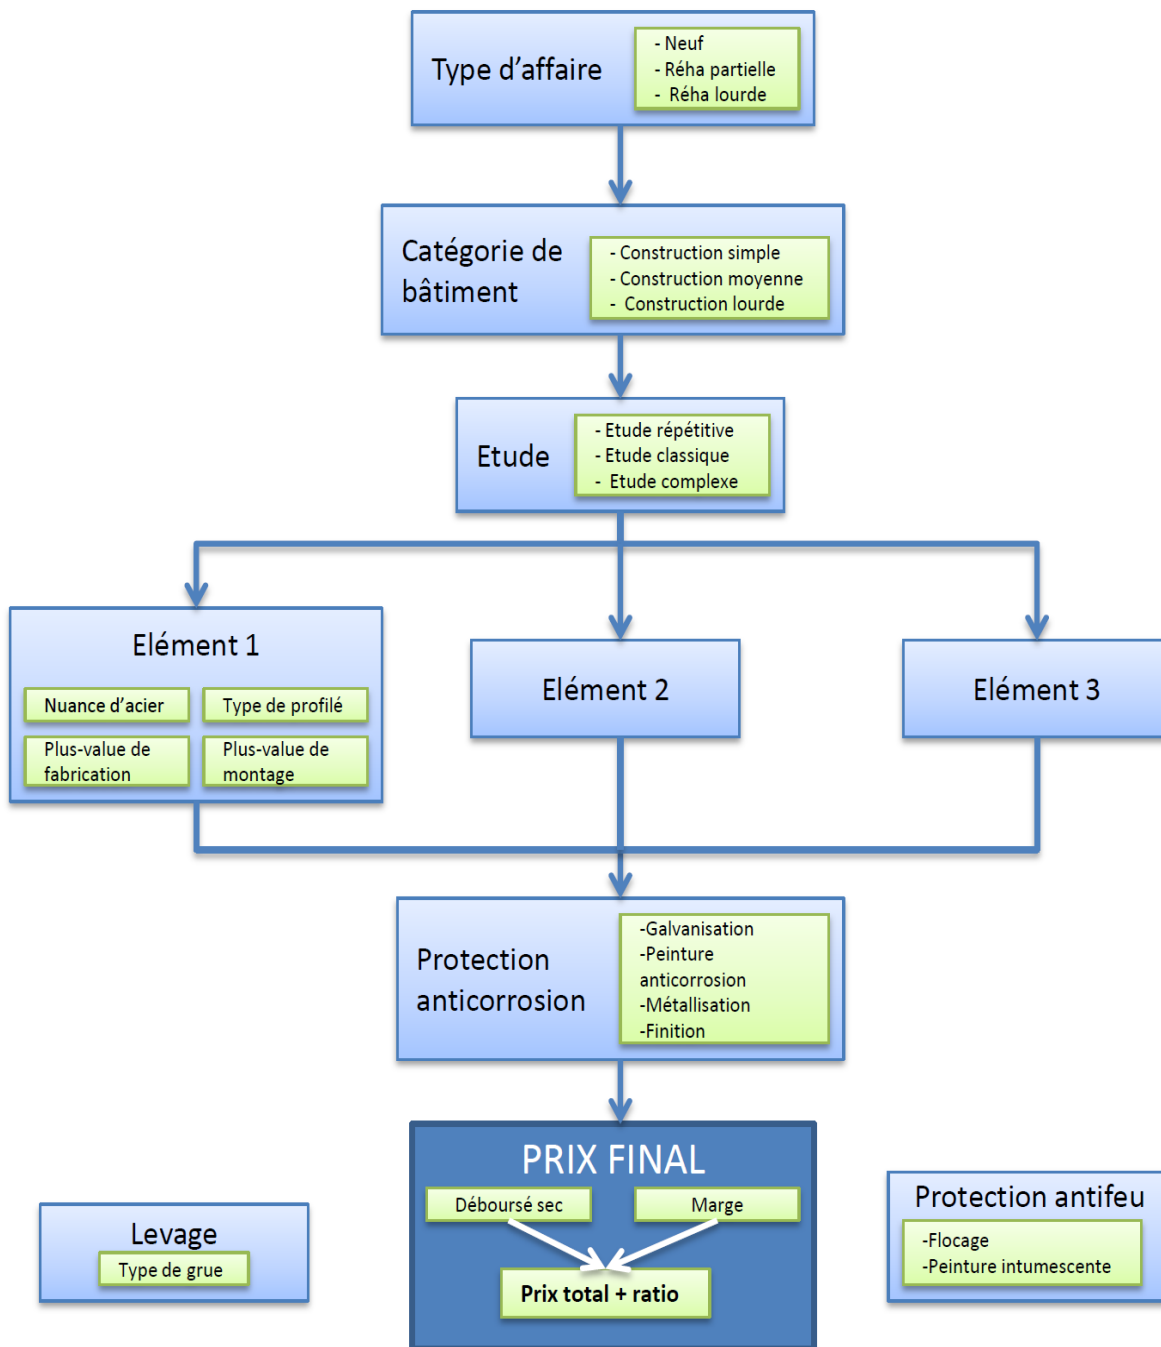 Type d'affaire
- Neuf
- Réha partielle
- Réha lourde
Catégorie de
bâtiment
- Construction simple
- Construction moyenne
- Construction lourde
Etude
- Etude répétitive
- Etude classique
- Etude complexe
Elément 1
Nuance d'acier
Type de profilé
Plus-value de
fabrication
Plus-value de
montage
Elément 2
Elément 3
Protection
anticorrosion
-Galvanisation
-Peinture
anticorrosion
-Métallisation
-Finition
PRIX FINAL
Déboursé sec
Marge
Prix total + ratio
Levage
Type de grue
Protection antifeu
-Flocage
-Peinture intumescente